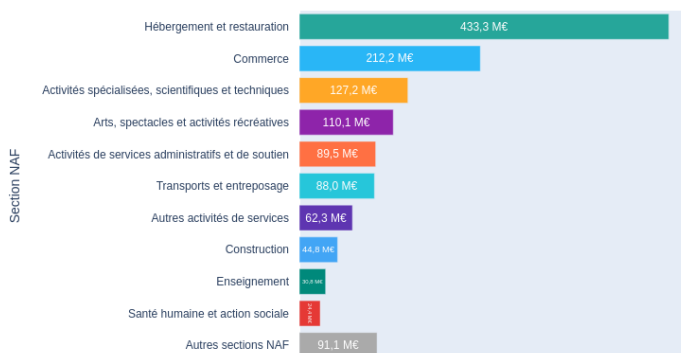 Hébergement et restauration 433,3 M€
Commerce 212,2 M€
Activités spécialisées, scientifiques et techniques 127,2 M€
Arts, spectacles et activités récréatives 110,1 M€
Activités de services administratifs et de soutien 89,5 M€
Transports et entreposage 88,0 M€
Section NAF
Autres activités de services 62,3 M€
Construction 44,8 M€
Enseignement 30,8 M€
Santé humaine et action sociale M€
Autres sections NAF 91,1 M€